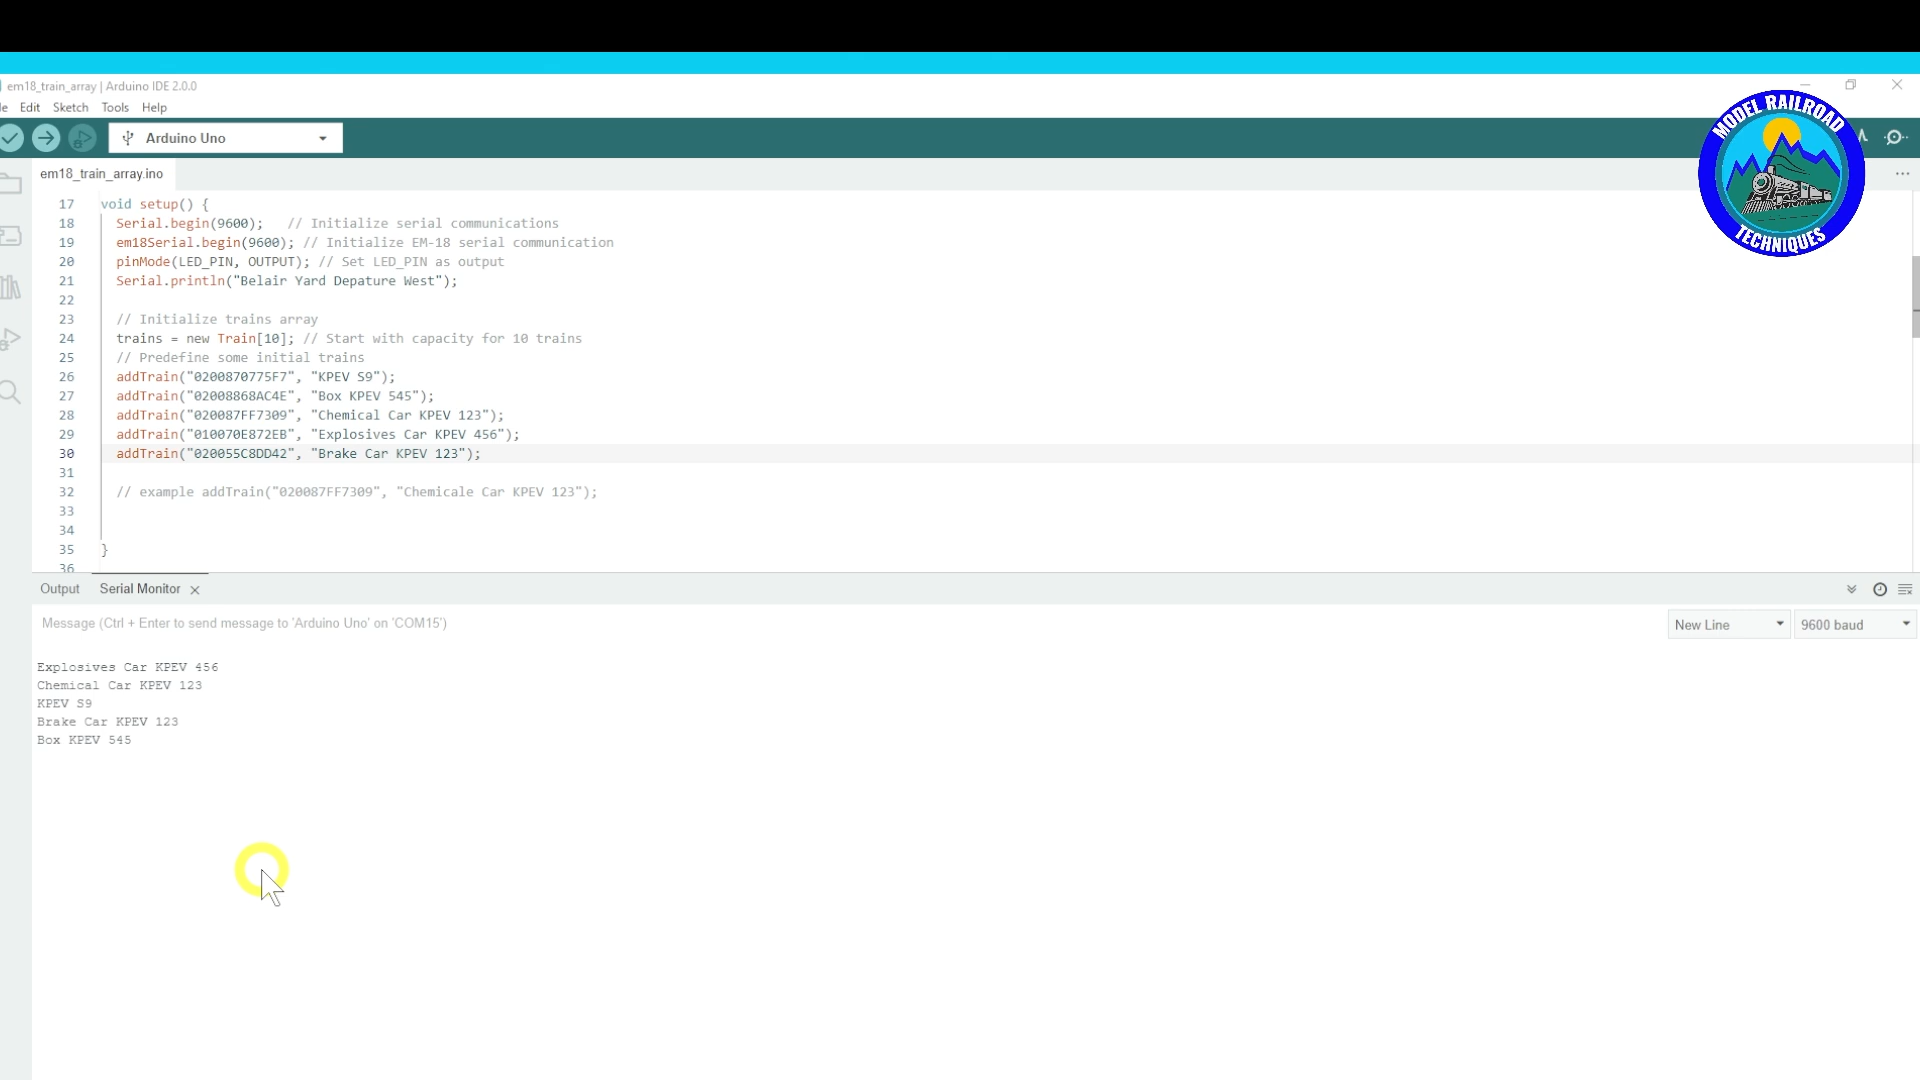 em18_train_array | Arduino IDE 2.0.0
Edit Sketch Tools Help
Arduino Uno
em18_train_array.ino
17 void setup() {
18 Serial.begin(9600); // Initialize serial communications
19 em18Serial.begin(9600); // Initialize EM-18 serial communication
20 pinMode(LED_PIN, OUTPUT); // Set LED_PIN as output
21 Serial.println("Belair Yard Depature West");
22
23 // Initialize trains array
24 trains = new Train[10]; // Start with capacity for 10 trains
25 // Predefine some initial trains
26 addTrain("0200870775F7", "KPEV S9");
27 addTrain("02008868AC4E", "Box KPEV 545");
28 addTrain("020087FF7309", "Chemical Car KPEV 123");
29 addTrain("010070E872EB", "Explosives Car KPEV 456");
30 addTrain("020055C8DD42", "Brake Car KPEV 123");
31
32 // example addTrain("020087FF7309", "Chemicale Car KPEV 123");
33
34
35 }
36
Output Serial Monitor
Message (Ctrl + Enter to send message to 'Arduino Uno' on 'COM15')
New Line 9600 baud
Explosives Car KPEV 456
Chemical Car KPEV 123
KPEV S9
Brake Car KPEV 123
Box KPEV 545
MODEL RAILROAD
TECHNIQUES